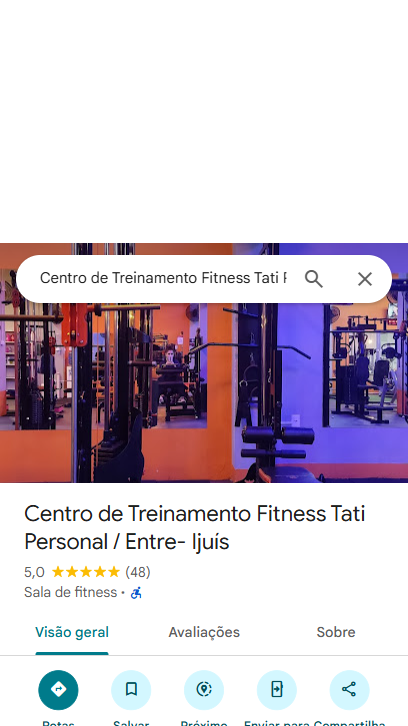 Centro de Treinamento Fitness Tati
Centro de Treinamento Fitness Tati
Personal / Entre- Ijuís
5,0 (48)
Sala de fitness ·
Visão geral Avaliações Sobre
Rotas Salvar Próximo Enviar para Compartilhar